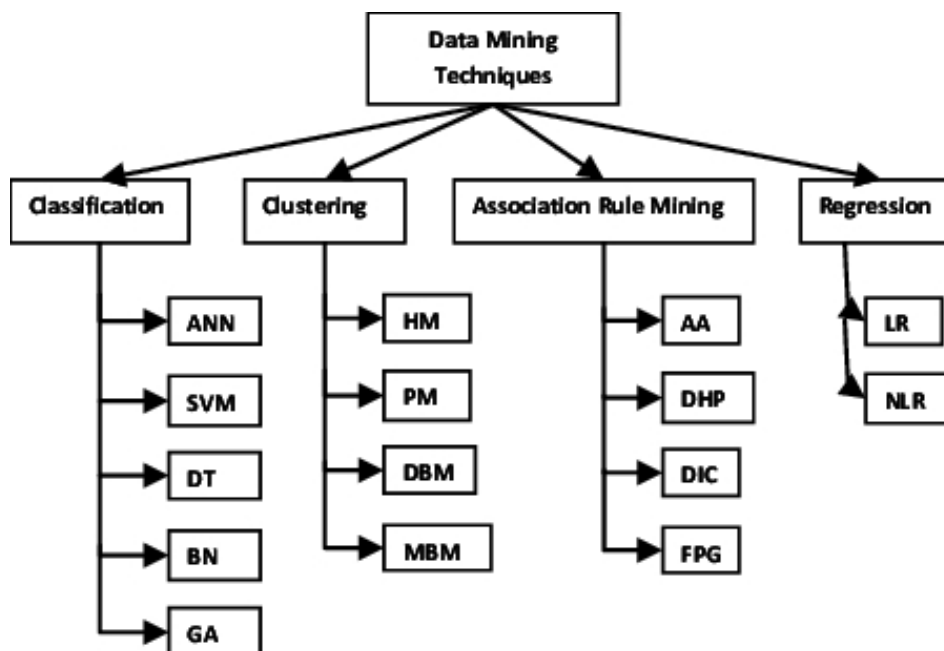 Data Mining
Techniques
Classification
Clustering
Association Rule Mining
Regression
ANN
SVM
DT
BN
GA
HM
PM
DBM
MBM
AA
DHP
DIC
FPG
LR
NLR